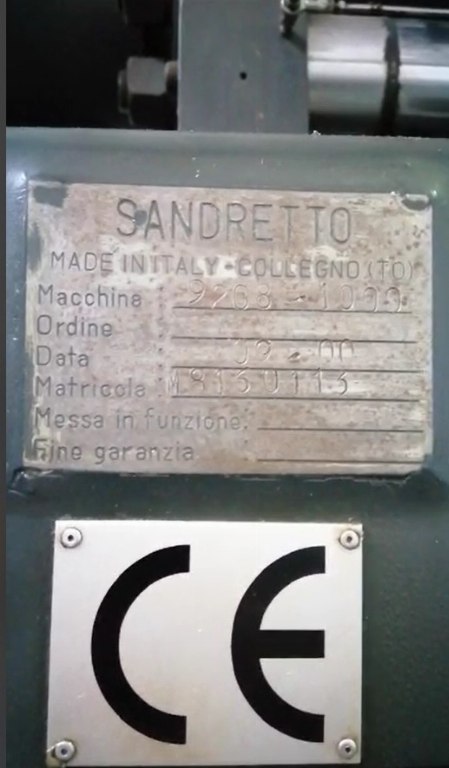 SANDRETTO
MADE IN ITALY - COLLEGNO (TO)
Macchina
Ordine
Data
Matricola
Messa in funzione.
Fine garanzia
CE